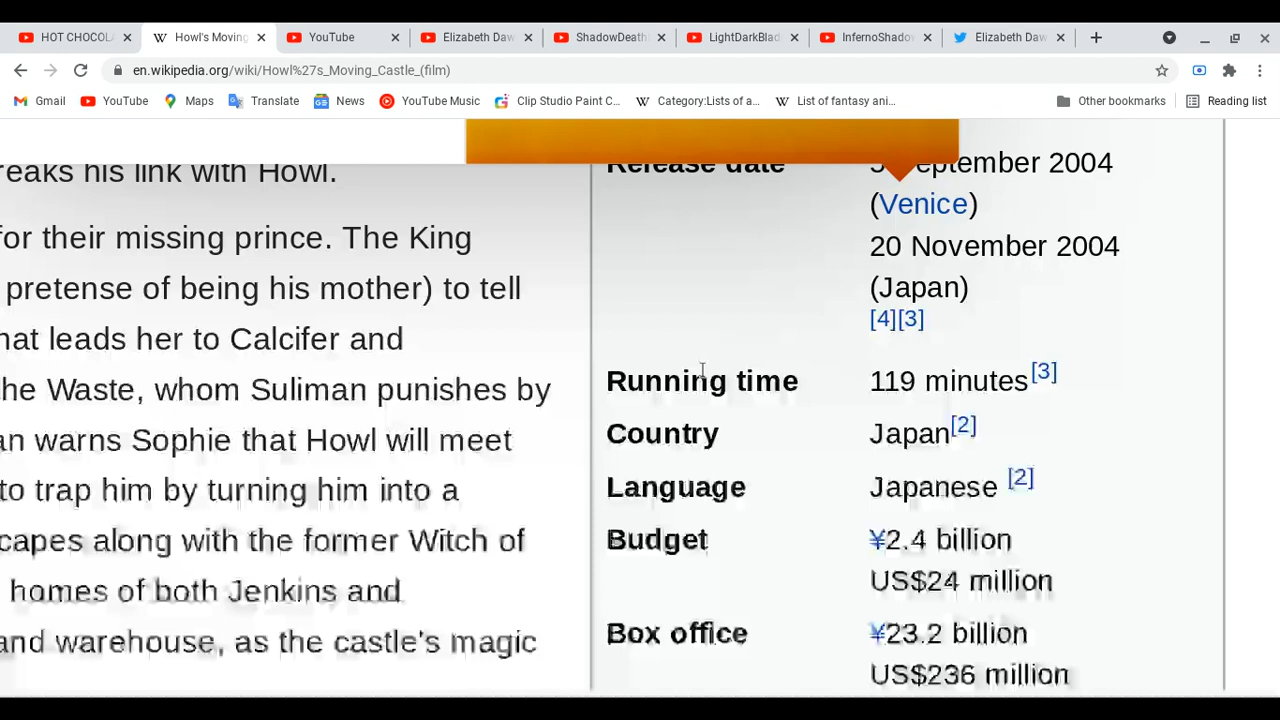 HOT CHOCOL
Howl's Moving
YouTube
Elizabeth Daw
ShadowDeath
LightDarkBlad
InfernoShadow
Elizabeth Daw
en.wikipedia.org/wiki/Howl%27s_Moving_Castle_(film)
Gmail
YouTube
Maps
Translate
News
YouTube Music
Clip Studio Paint C...
Category:Lists of a...
List of fantasy ani...
Other bookmarks
Reading list
reaks his link with Howl.
for their missing prince. The King
pretense of being his mother) to tell
hat leads her to Calcifer and
he Waste, whom Suliman punishes by
an warns Sophie that Howl will meet
to trap him by turning him into a
capes along with the former Witch of
homes of both Jenkins and
and warehouse, as the castle's magic
Release date
5 September 2004
(Venice)
20 November 2004
(Japan)
[4][3]
Running time 119 minutes[3]
Country Japan[2]
Language Japanese [2]
Budget ¥2.4 billion
US$24 million
Box office ¥23.2 billion
US$236 million